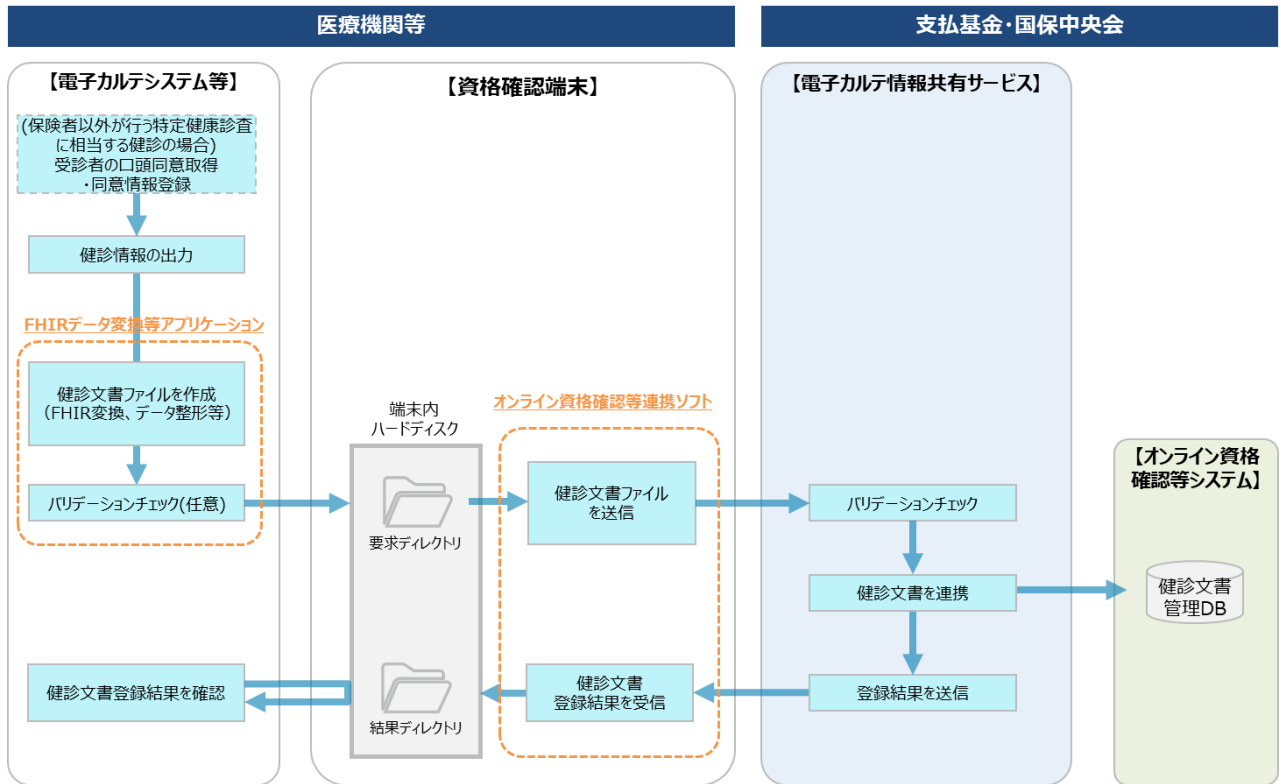 医療機関等
支払基金・国保中央会
【電子カルテシステム等】
【資格確認端末】
【電子カルテ情報共有サービス】
(保険者以外が行う特定健康診査
に相当する健診の場合)
受診者の口頭同意取得
・同意情報登録
健診情報の出力
FHIRデータ変換等アプリケーション
健診文書ファイルを作成
（FHIR変換、データ整形等）
バリデーションチェック(任意)
端末内
ハードディスク
要求ディレクトリ
オンライン資格確認等連携ソフト
健診文書ファイル
を送信
バリデーションチェック
健診文書を連携
【オンライン資格
確認等システム】
健診文書
管理DB
登録結果を送信
健診文書
登録結果を受信
結果ディレクトリ
健診文書登録結果を確認